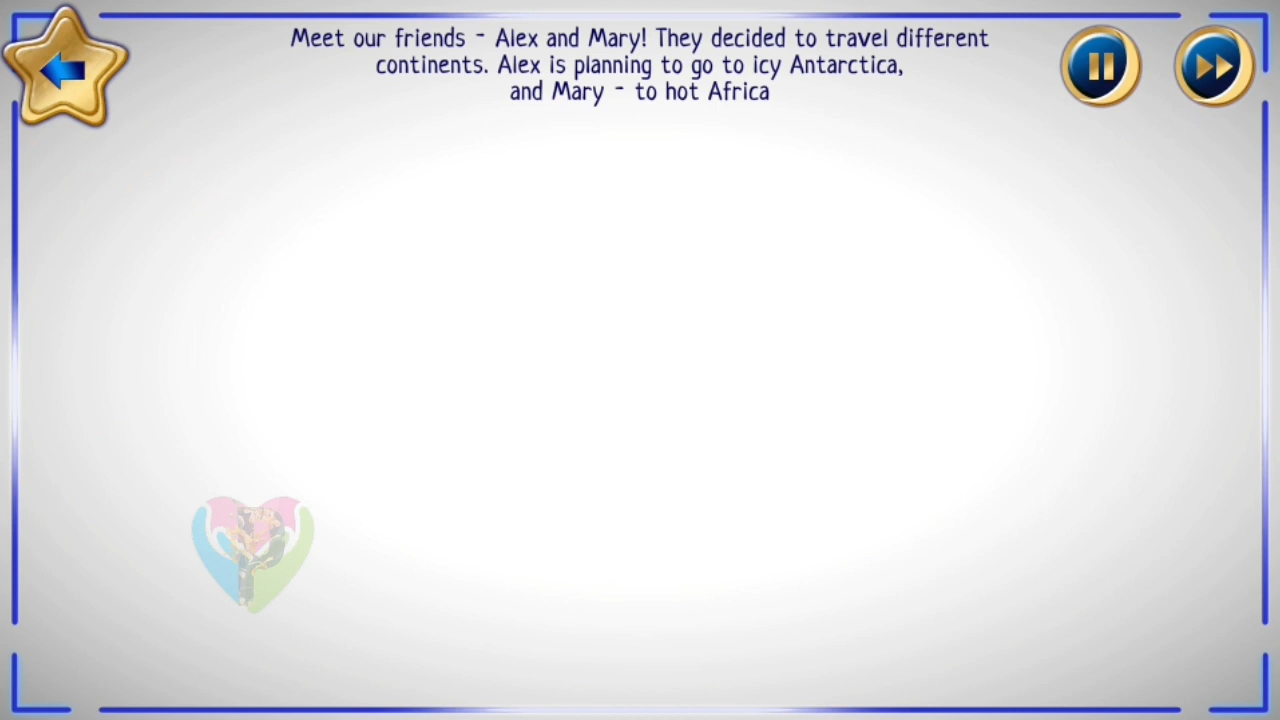 Meet our friends - Alex and Mary! They decided to travel different
continents. Alex is planning to go to icy Antarctica,
and Mary - to hot Africa